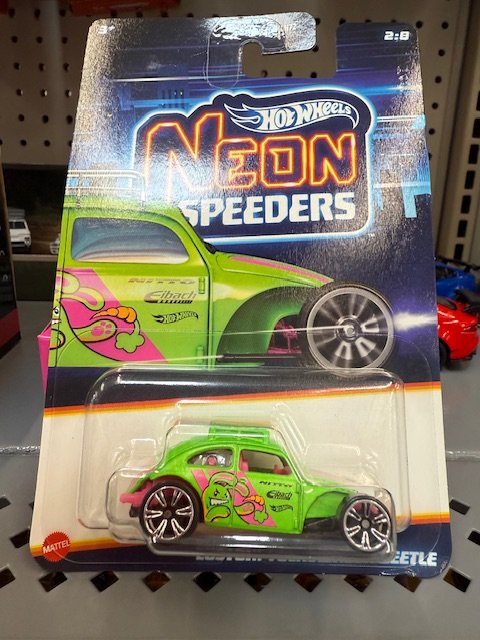 3+
2:8
HOT WHEELS
NEON
SPEEDERS
NITTO
Eibach
HOT WHEELS
NITTO
Eibach
MATTEL
EETLE